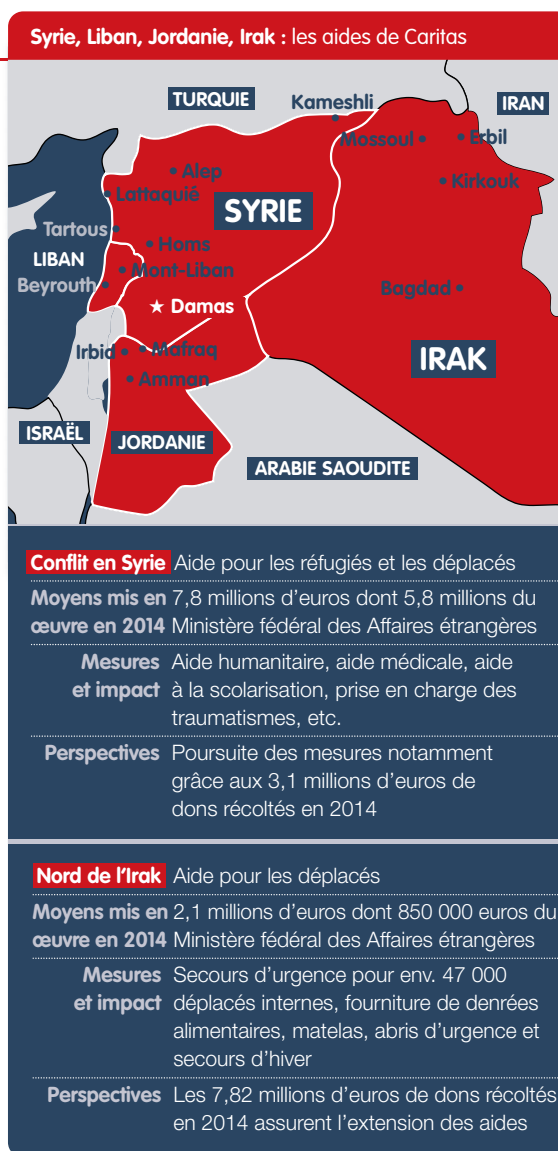 Syrie, Liban, Jordanie, Irak : les aides de Caritas
TURQUIE
Kameshli
IRAN
Mossoul
Erbil
Alep
Kirkouk
Lattaquié
SYRIE
Tartous
Homs
LIBAN
Mont-Liban
Beyrouth
Bagdad
Damas
Irbid
Mafraq
IRAK
Amman
ISRAËL
JORDANIE
ARABIE SAOUDITE
Conflit en Syrie Aide pour les réfugiés et les déplacés
Moyens mis en 7,8 millions d’euros dont 5,8 millions du
œuvre en 2014 Ministère fédéral des Affaires étrangères
Mesures Aide humanitaire, aide médicale, aide
et impact à la scolarisation, prise en charge des
traumatismes, etc.
Perspectives Poursuite des mesures notamment
grâce aux 3,1 millions d’euros de
dons récoltés en 2014
Nord de l’Irak Aide pour les déplacés
Moyens mis en 2,1 millions d’euros dont 850 000 euros du
œuvre en 2014 Ministère fédéral des Affaires étrangères
Mesures Secours d’urgence pour env. 47 000
et impact déplacés internes, fourniture de denrées
alimentaires, matelas, abris d’urgence et
secours d’hiver
Perspectives Les 7,82 millions d’euros de dons récoltés
en 2014 assurent l’extension des aides